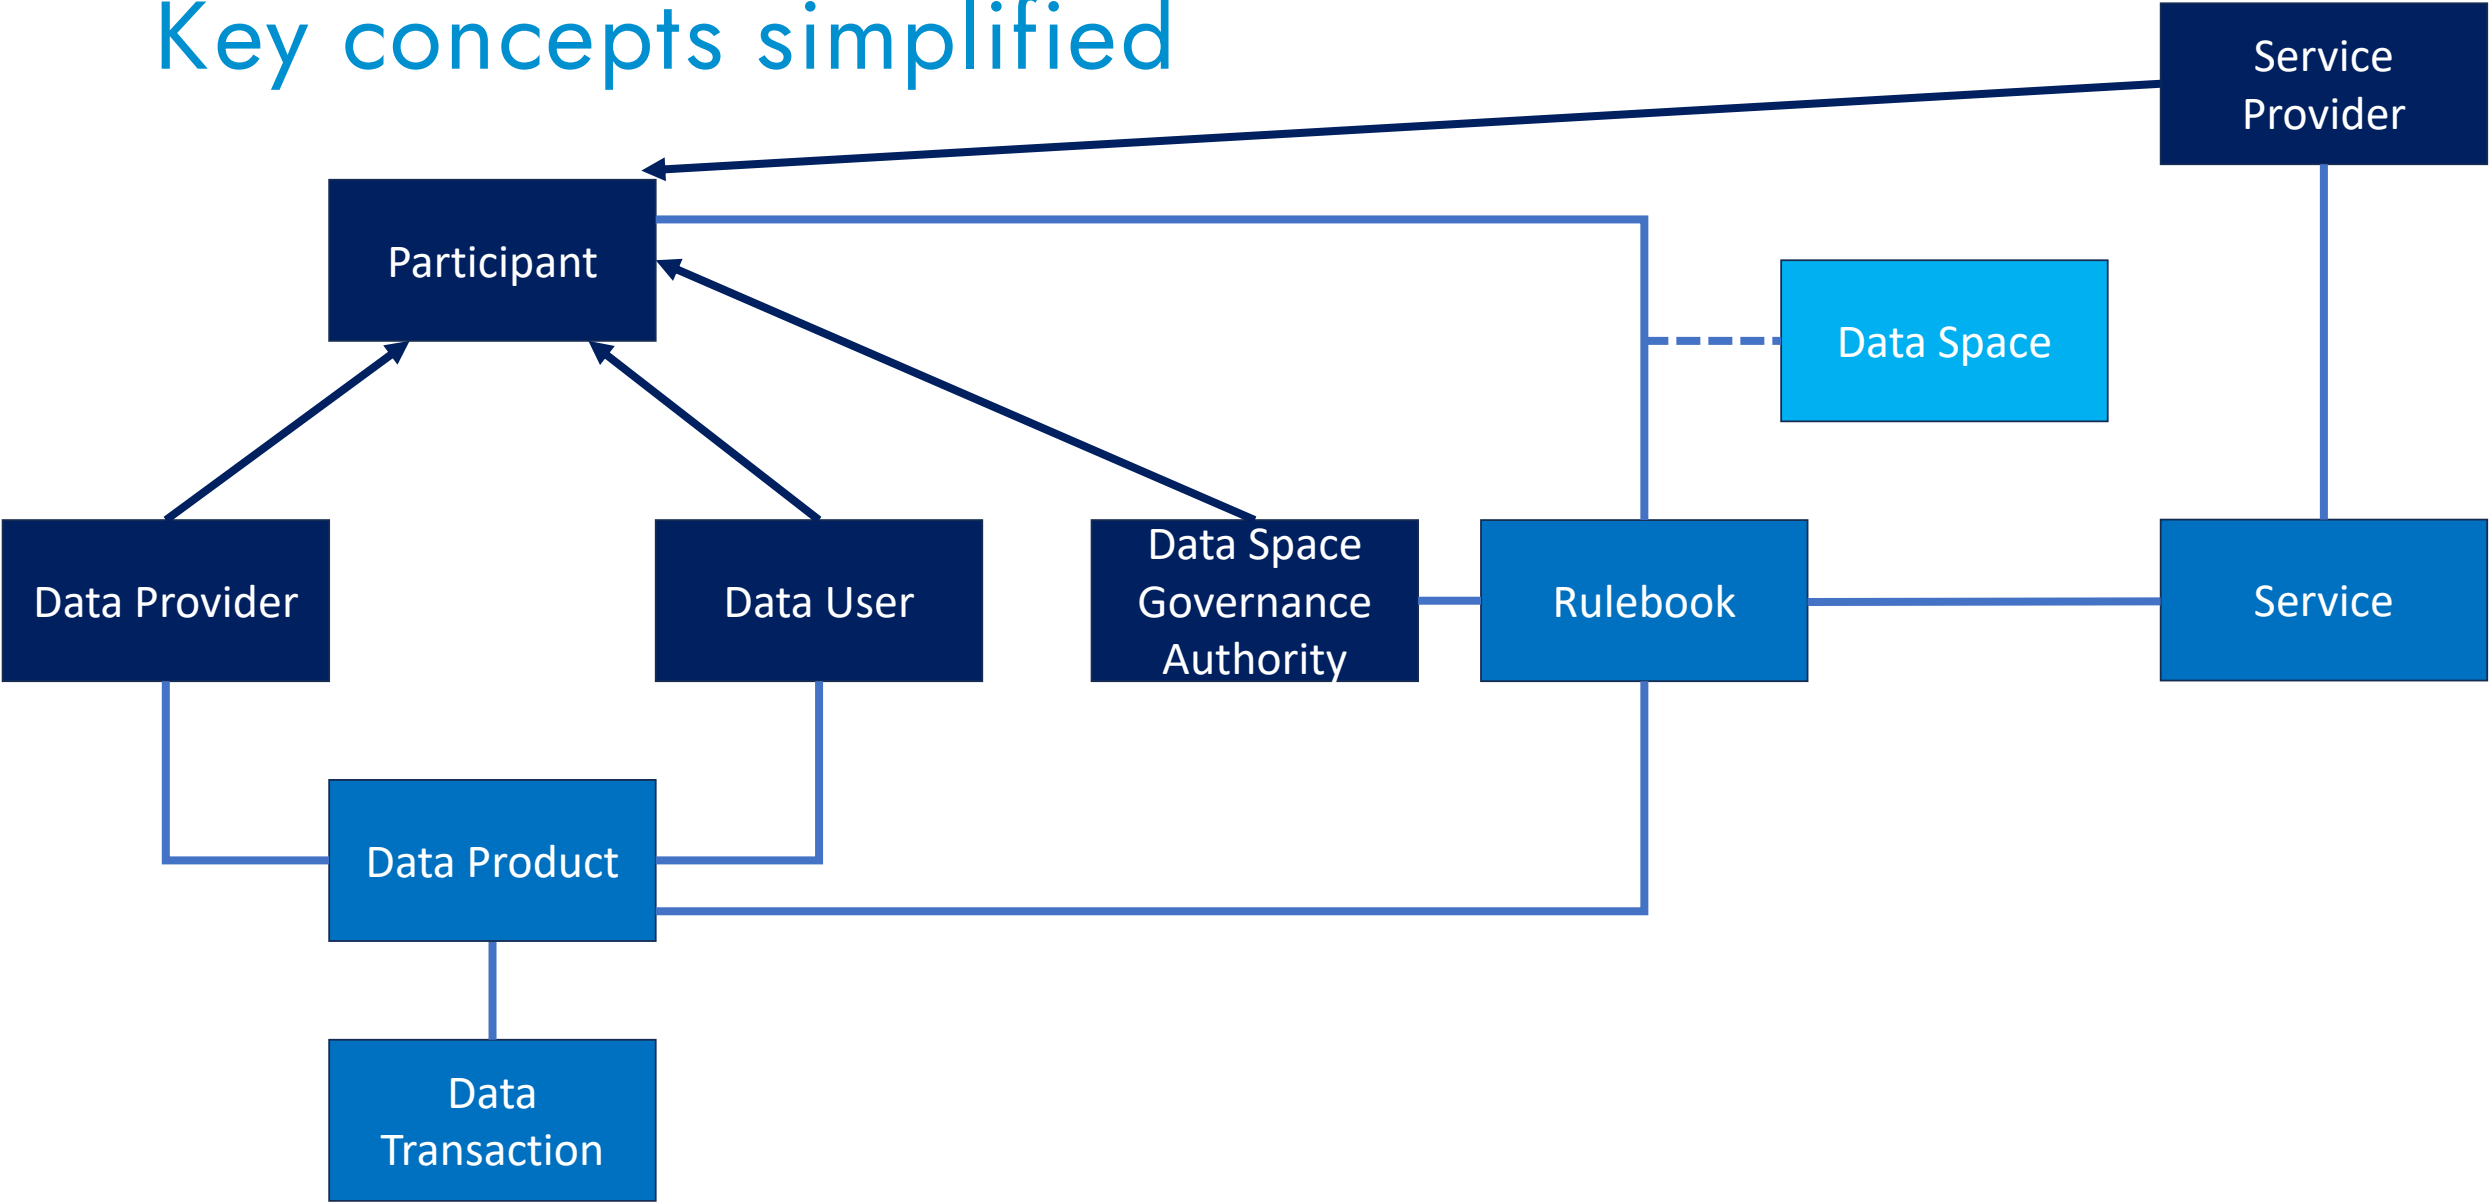 Key concepts simplified
Service
Provider
Participant
Data Space
Data Provider
Data User
Data Space
Governance
Authority
Rulebook
Service
Data Product
Data
Transaction